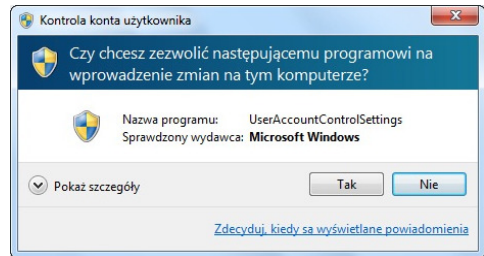 Kontrola konta użytkownika
Czy chcesz zezwolić następującemu programowi na
wprowadzenie zmian na tym komputerze?
Nazwa programu: UserAccountControlSettings
Sprawdzony wydawca: Microsoft Windows
Pokaż szczegóły
Tak
Nie
Zdecyduj, kiedy są wyświetlane powiadomienia